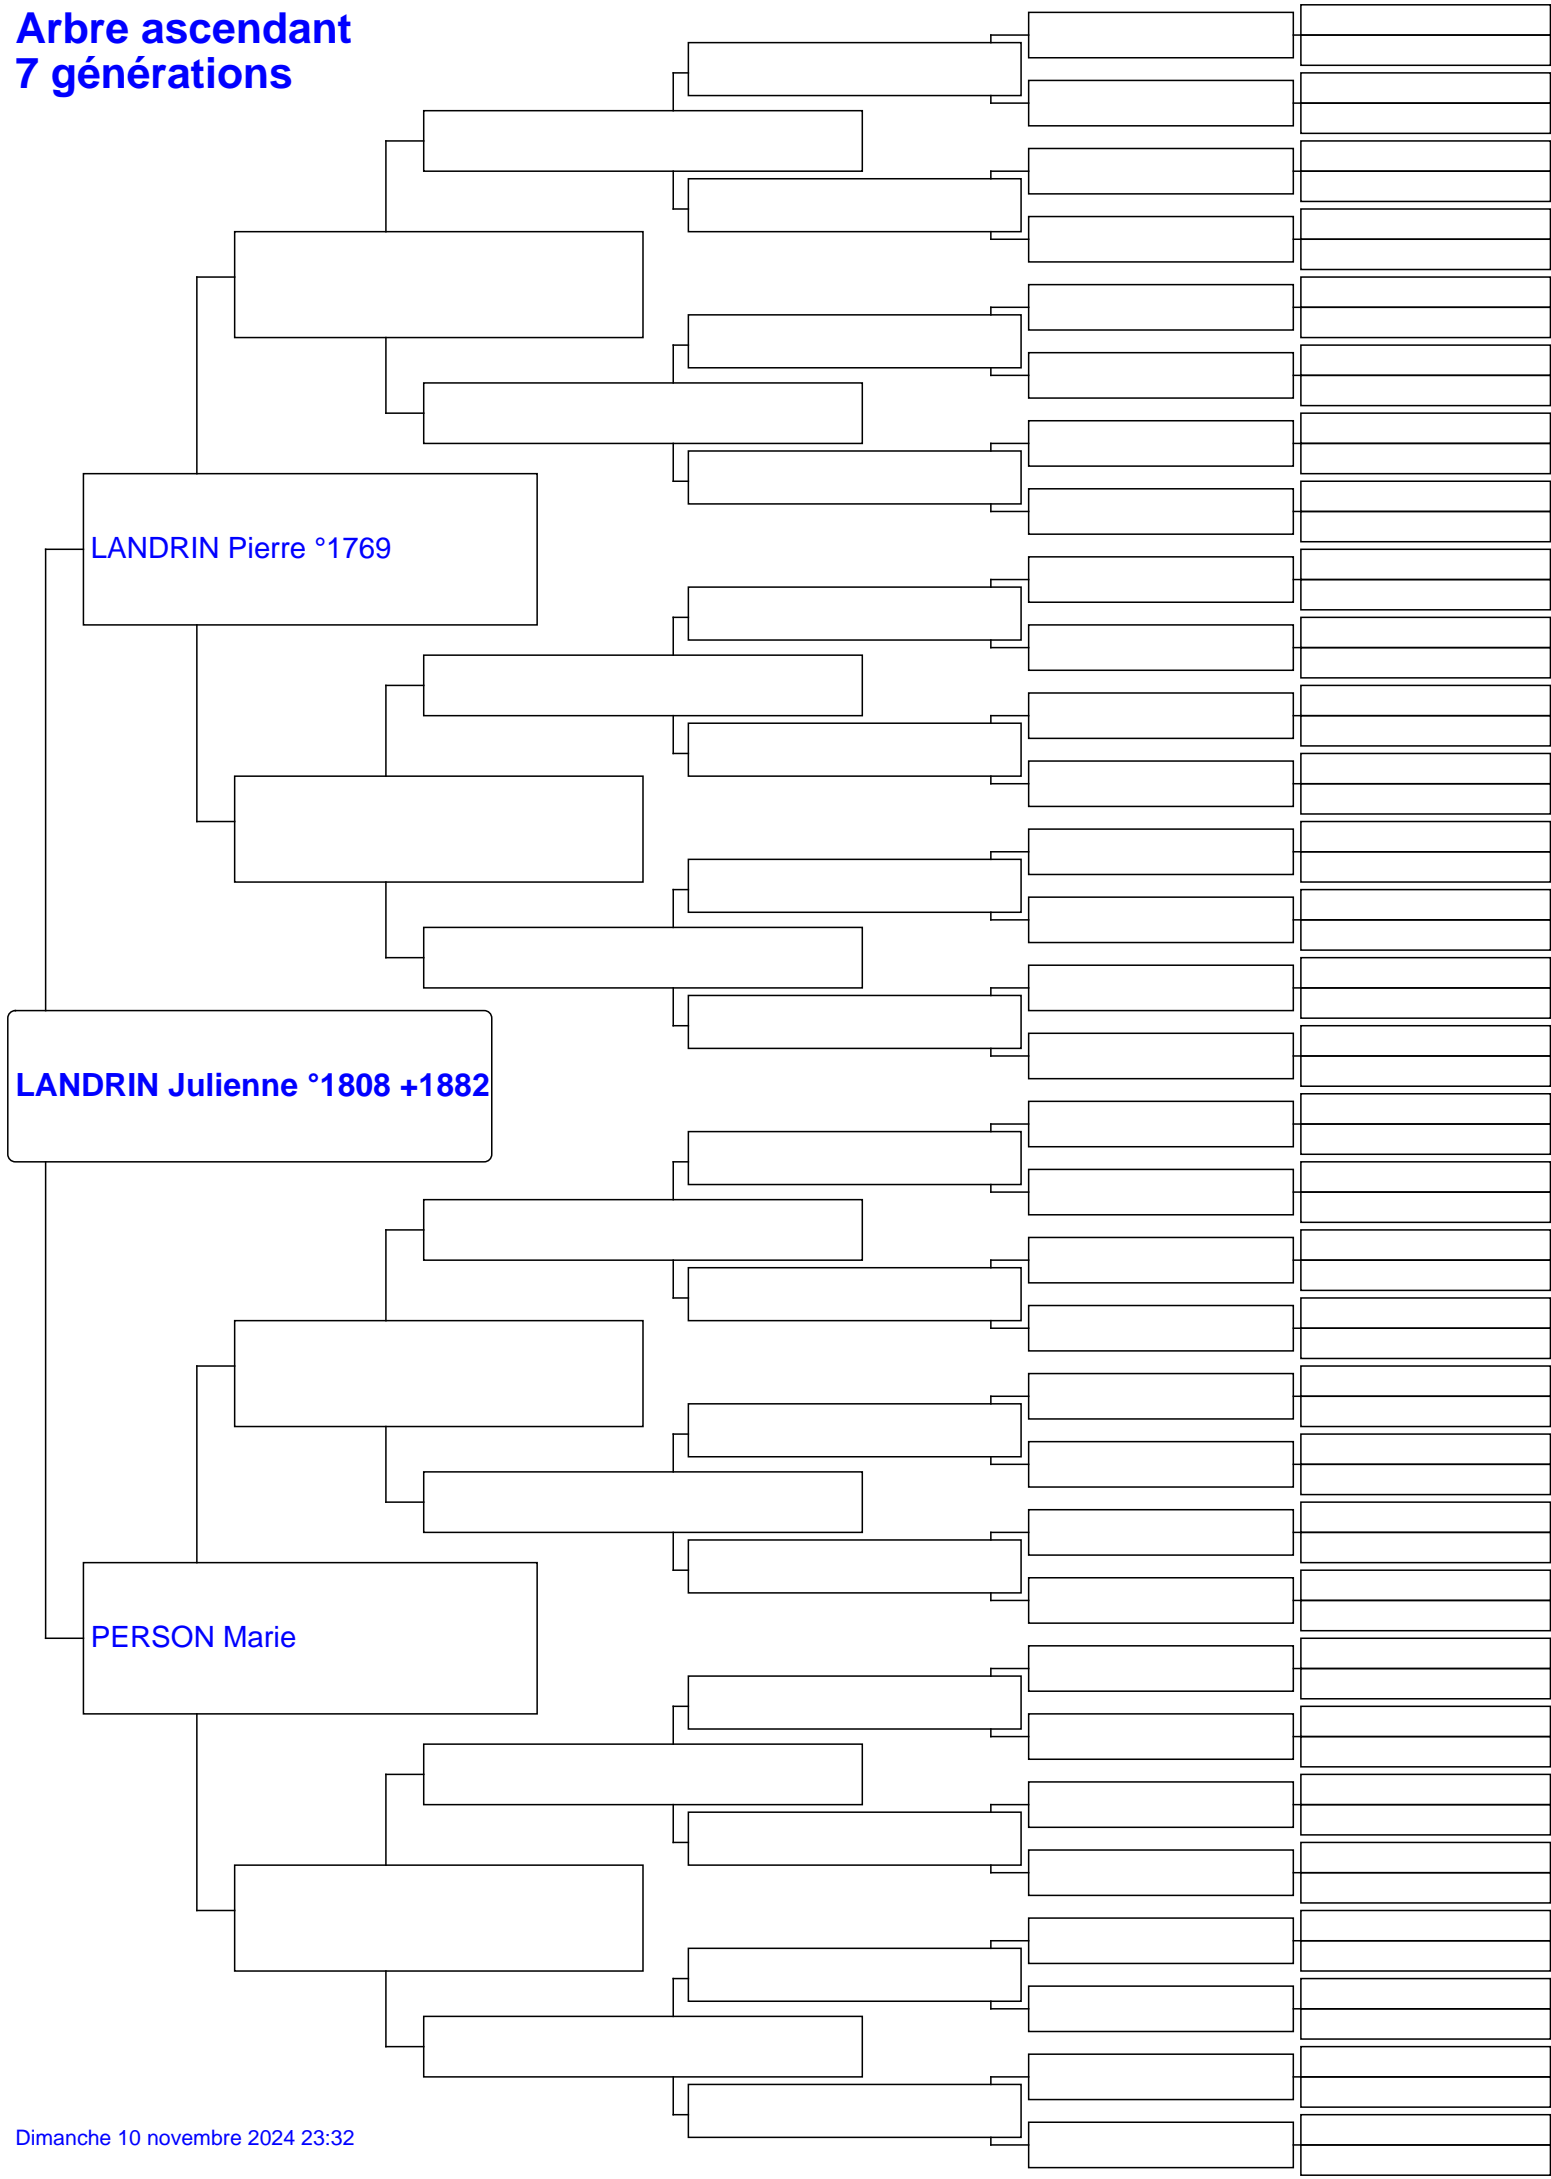 Arbre ascendant
7 générations
LANDRIN Pierre °1769
LANDRIN Julienne °1808 +1882
PERSON Marie
Dimanche 10 novembre 2024 23:32